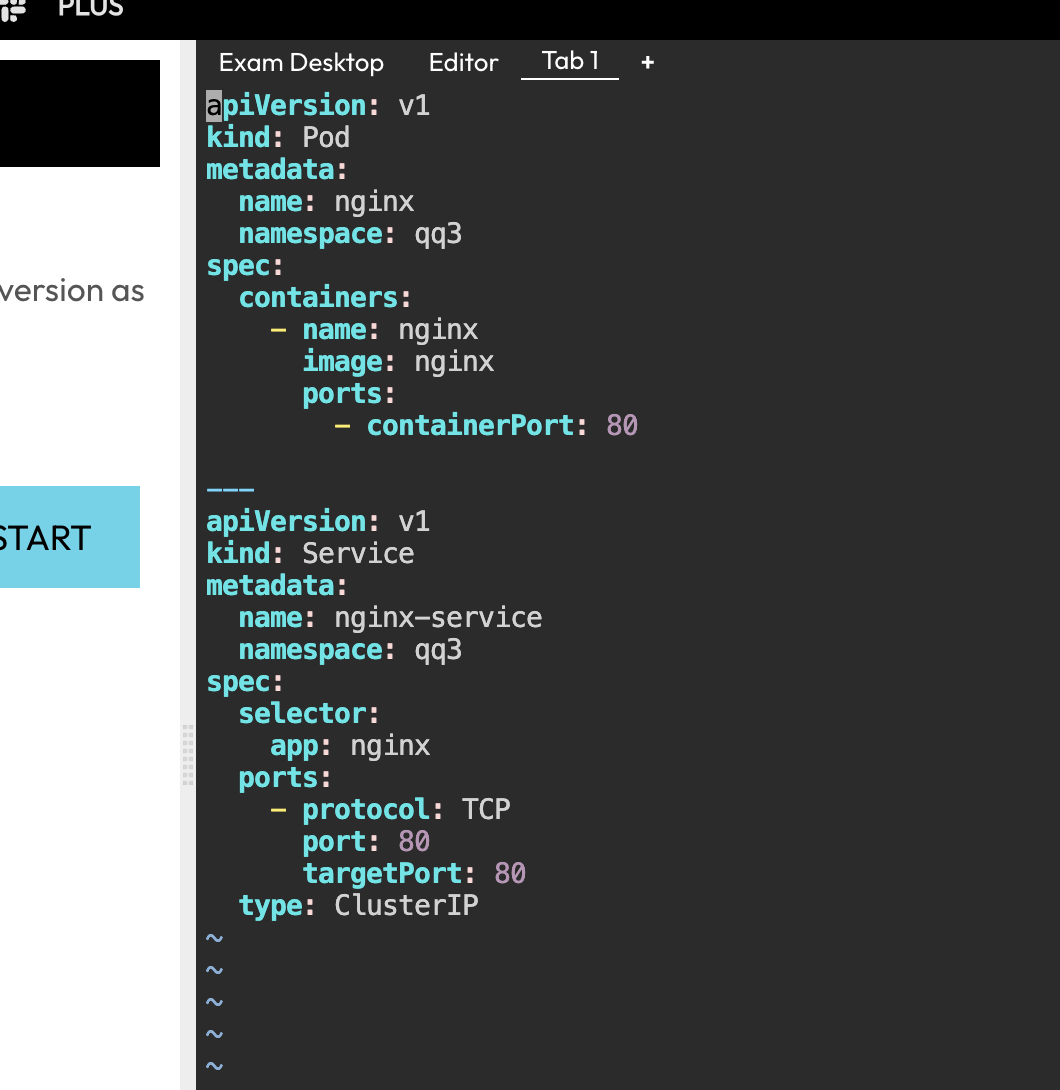 PLUS
Exam Desktop Editor Tab 1 +
version as
START
apiVersion: v1
kind: Pod
metadata:
  name: nginx
  namespace: qq3
spec:
  containers:
    - name: nginx
      image: nginx
      ports:
        - containerPort: 80

---
apiVersion: v1
kind: Service
metadata:
  name: nginx-service
  namespace: qq3
spec:
  selector:
    app: nginx
  ports:
    - protocol: TCP
      port: 80
      targetPort: 80
  type: ClusterIP
~
~
~
~
~